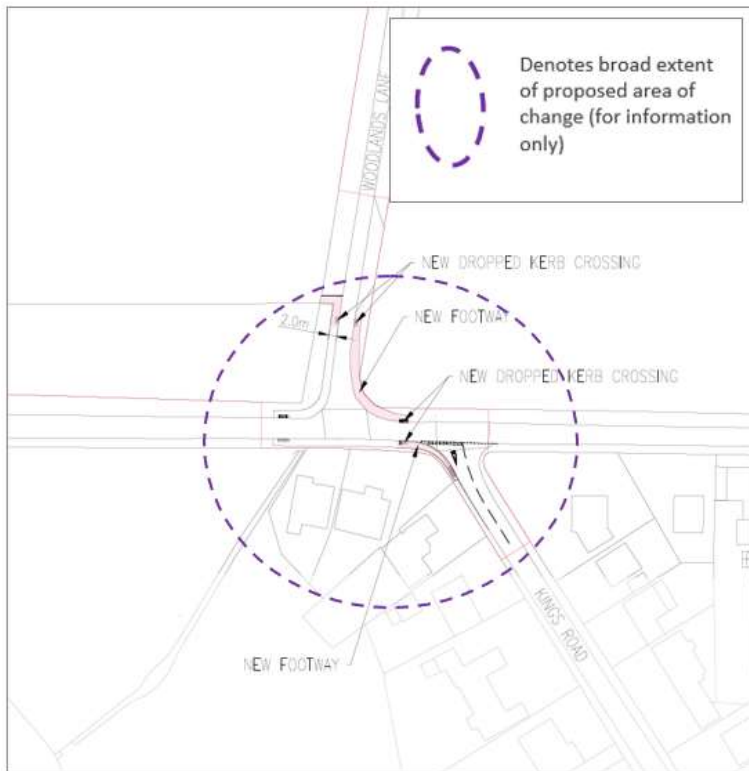 Denotes broad extent
of proposed area of
change (for information
only)
WOODLANDS LANE
NEW DROPPED KERB CROSSING
2.0m
NEW FOOTWAY
NEW DROPPED KERB CROSSING
KINGS ROAD
NEW FOOTWAY